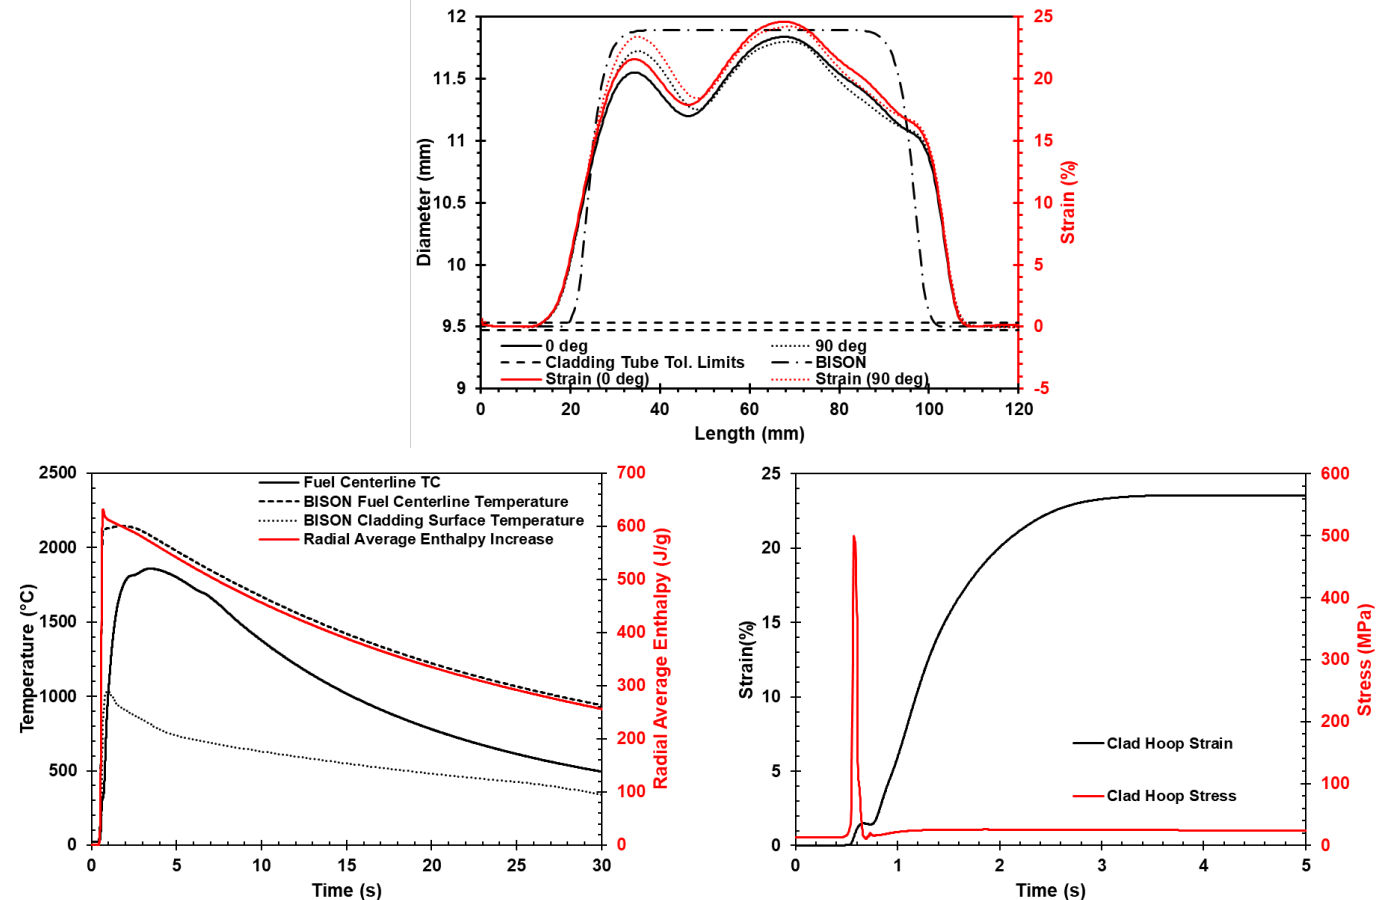 12
11.5
11
10.5
10
9.5
9
Diameter (mm)
25
20
15
10
5
0
-5
Strain (%)
0 deg
90 deg
Cladding Tube Tol. Limits
BISON
Strain (0 deg)
Strain (90 deg)
0 20 40 60 80 100 120
Length (mm)
2500
2000
1500
1000
500
0
Temperature (°C)
700
600
500
400
300
200
100
0
Radial Average Enthalpy (J/g)
Fuel Centerline TC
BISON Fuel Centerline Temperature
BISON Cladding Surface Temperature
Radial Average Enthalpy Increase
0 5 10 15 20 25 30
Time (s)
25
20
15
10
5
0
Strain(%)
600
500
400
300
200
100
0
Stress (MPa)
Clad Hoop Strain
Clad Hoop Stress
0 1 2 3 4 5
Time (s)